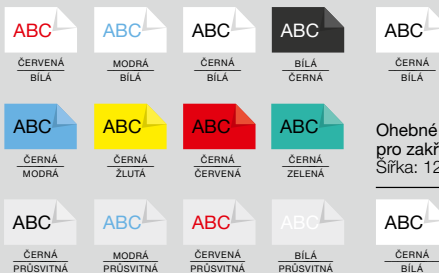 ABC ABC ABC ABC ABC
ČERVENÁ MODRÁ ČERNÁ BÍLÁ ČERNÁ
BÍLÁ BÍLÁ BÍLÁ ČERNÁ BÍLÁ
ABC ABC ABC ABC
ČERNÁ ČERNÁ ČERNÁ ČERNÁ
MODRÁ ŽLUTÁ ČERVENÁ ZELENÁ
Ohebné
pro zakř
Šířka: 12
ABC ABC ABC ABC ABC
ČERNÁ MODRÁ ČERVENÁ BÍLÁ ČERNÁ
PRŮSVITNÁ PRŮSVITNÁ PRŮSVITNÁ PRŮSVITNÁ BÍLÁ